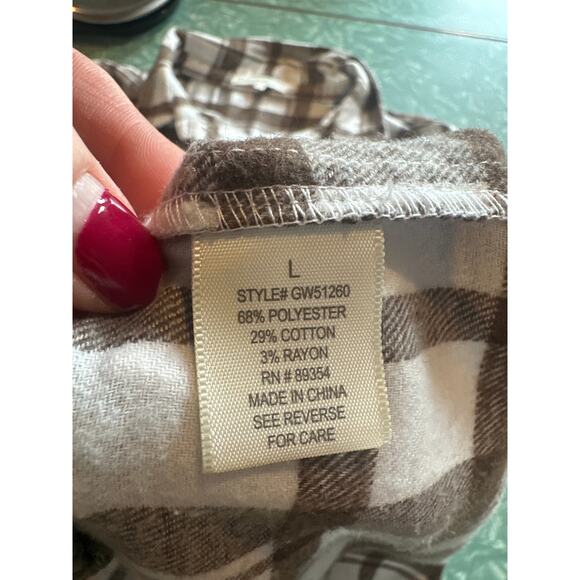 L
STYLE# GW51260
68% POLYESTER
29% COTTON
3% RAYON
RN # 89354
MADE IN CHINA
SEE REVERSE
FOR CARE